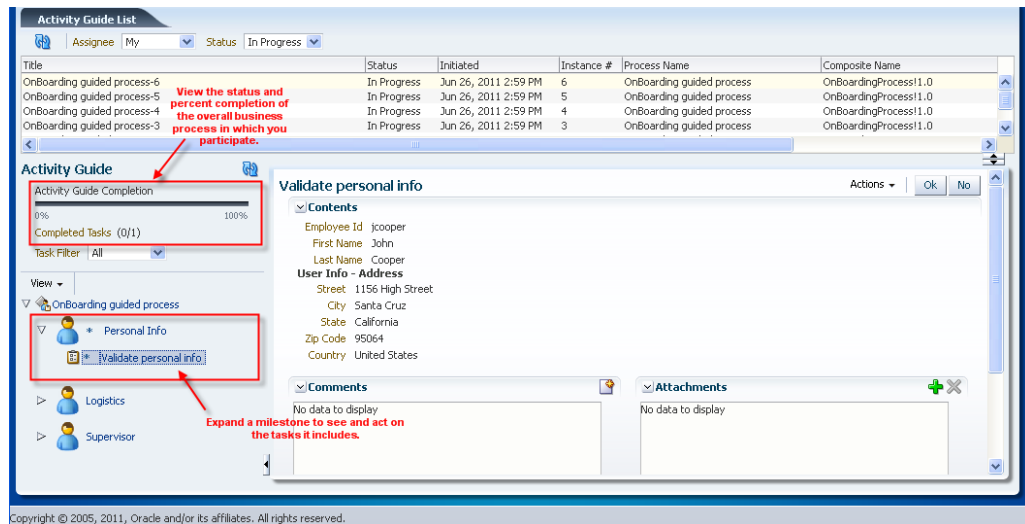 Activity Guide List
Assignee My Status In Progress
Title Status Initiated Instance # Process Name Composite Name
OnBoarding guided process-6 In Progress Jun 26, 2011 2:59 PM 6 OnBoarding guided process OnBoardingProcess!1.0
OnBoarding guided process-5 In Progress Jun 26, 2011 2:59 PM 5 OnBoarding guided process OnBoardingProcess!1.0
OnBoarding guided process-4 In Progress Jun 26, 2011 2:59 PM 4 OnBoarding guided process OnBoardingProcess!1.0
OnBoarding guided process-3 In Progress Jun 26, 2011 2:59 PM 3 OnBoarding guided process OnBoardingProcess!1.0
View the status and
percent completion of
the overall business
process in which you
participate.
Activity Guide
Activity Guide Completion
0% 100%
Completed Tasks (0/1)
Task Filter All
View
OnBoarding guided process
* Personal Info
* Validate personal info
Logistics
Supervisor
Expand a milestone to see and act on
the tasks it includes.
Validate personal info
Actions Ok No
Contents
Employee Id jcooper
First Name John
Last Name Cooper
User Info - Address
Street 1156 High Street
City Santa Cruz
State California
Zip Code 95064
Country United States
Comments
No data to display
Attachments
No data to display
Copyright © 2005, 2011, Oracle and/or its affiliates. All rights reserved.